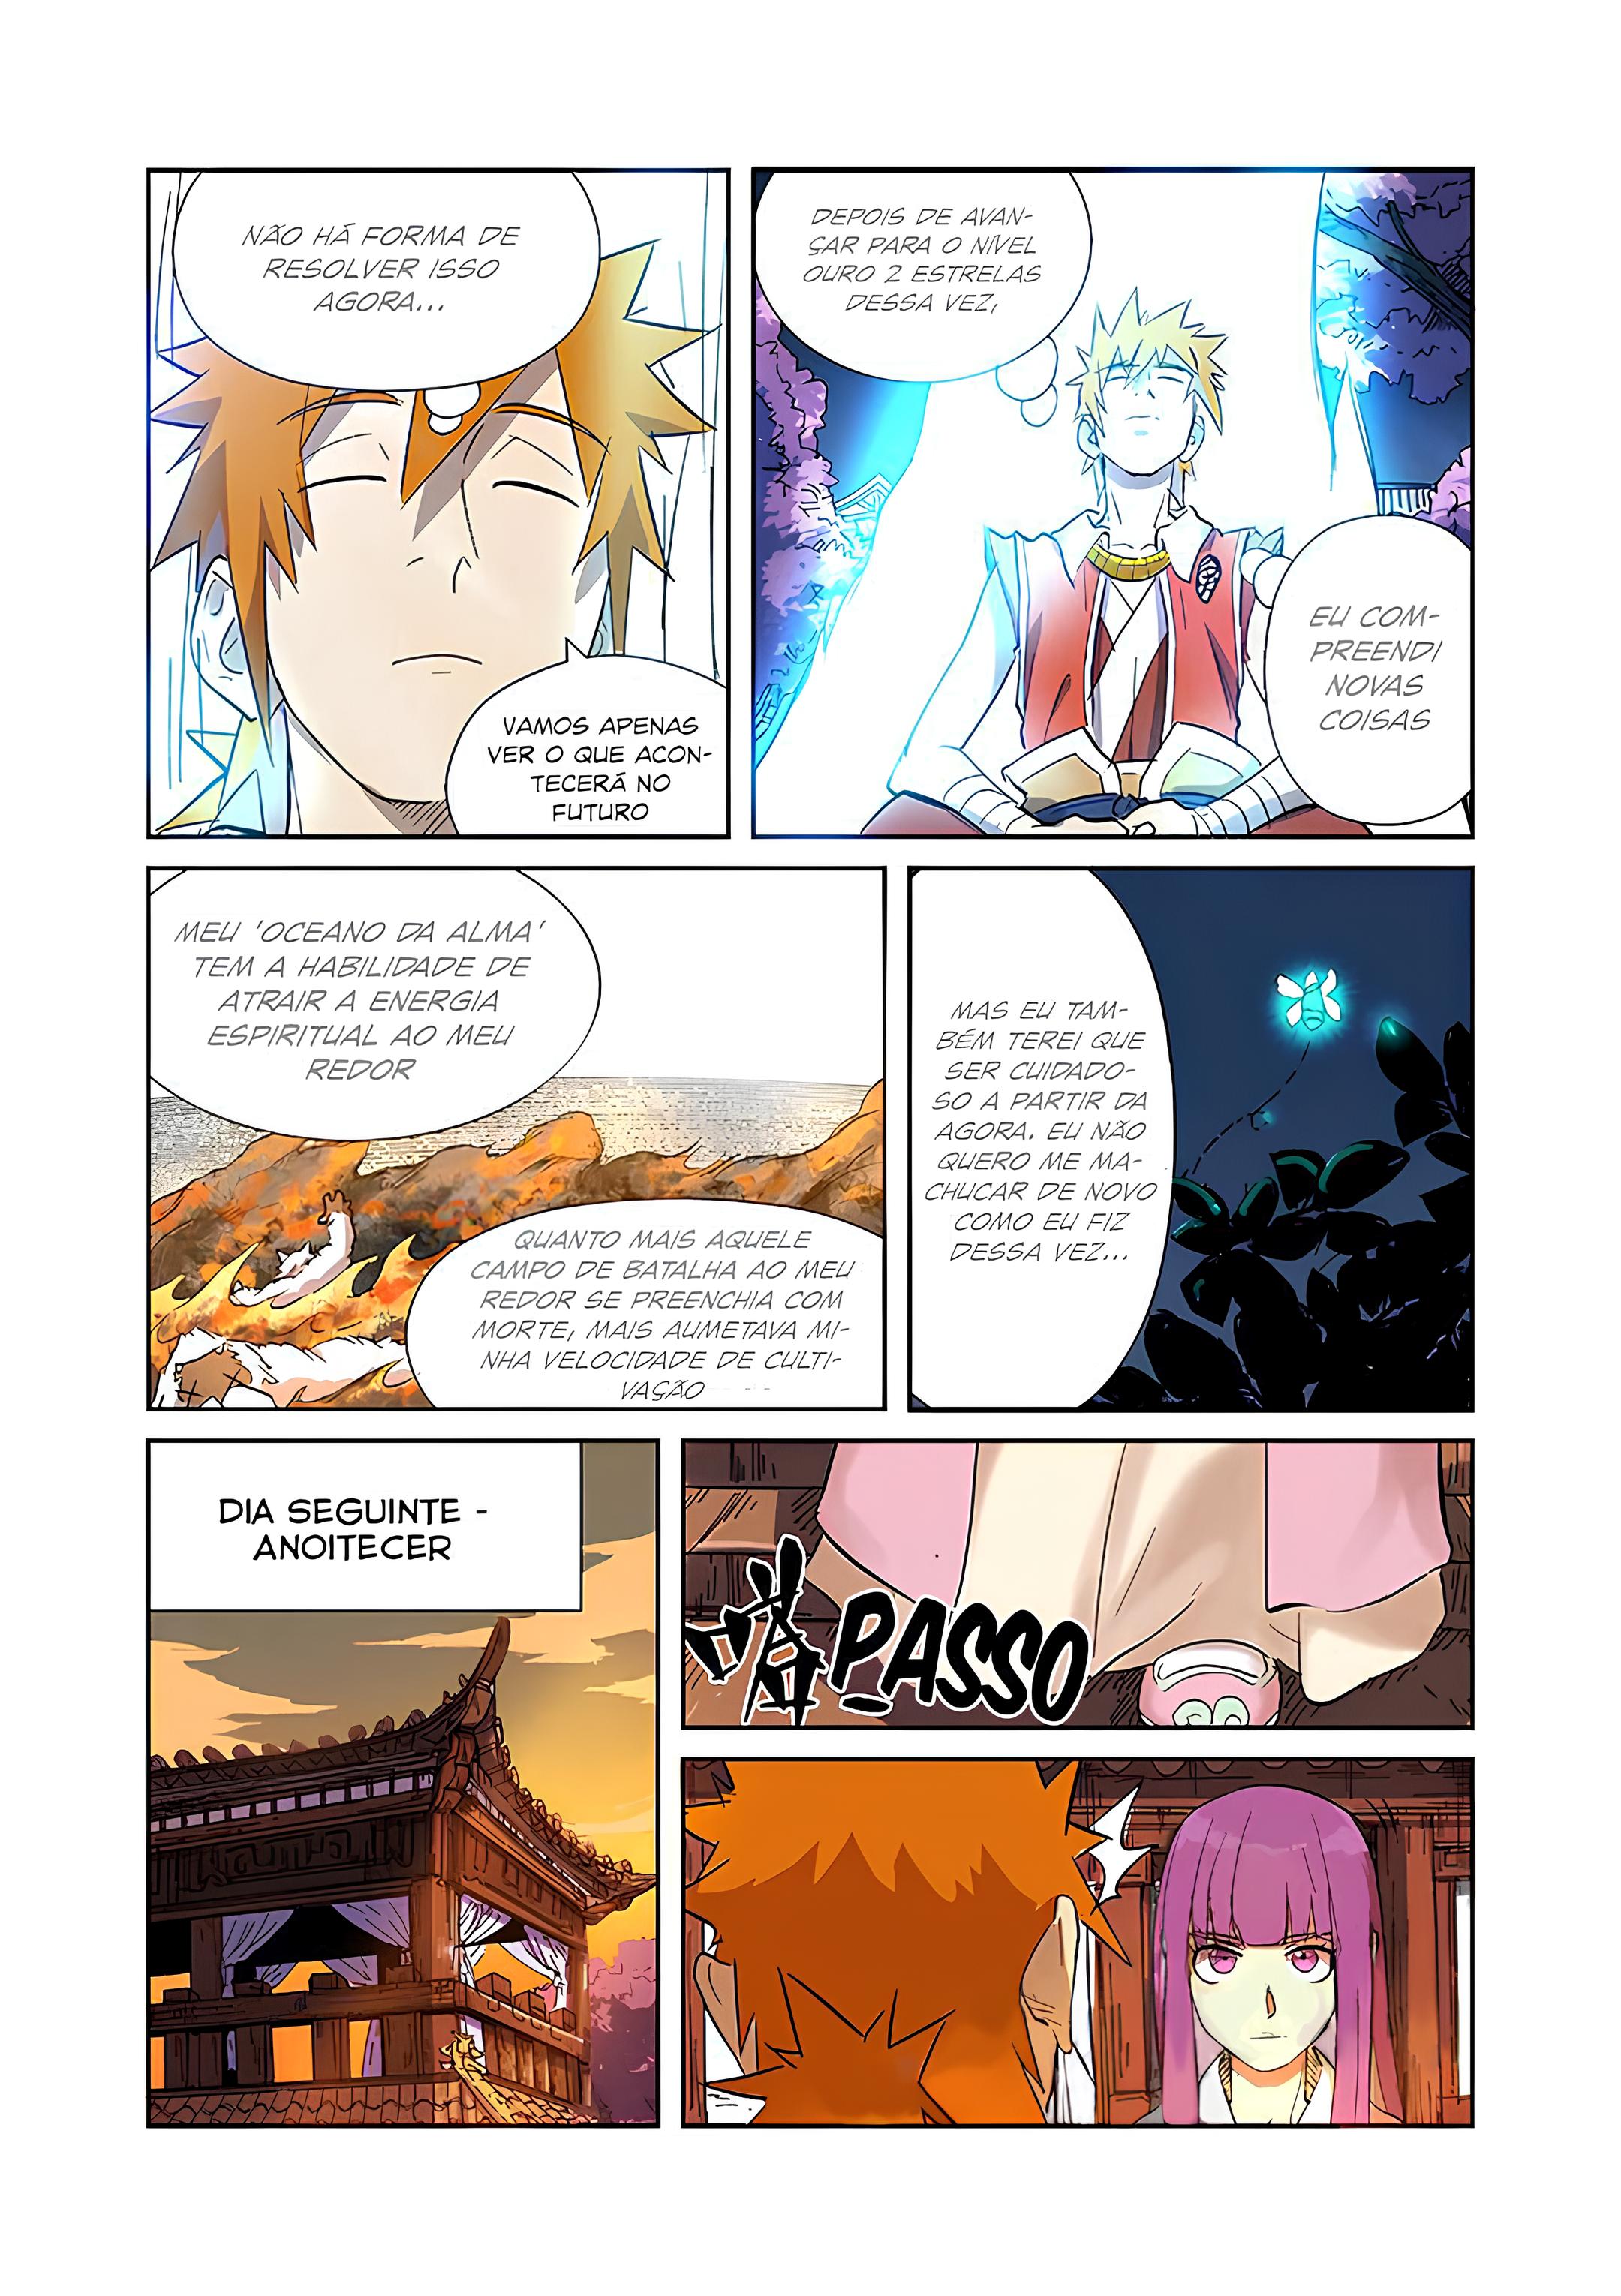 NÃO HÁ FORMA DE
RESOLVER ISSO
AGORA...
VAMOS APENAS
VER O QUE ACON-
TECERÁ NO
FUTURO
DEPOIS DE AVAN-
ÇAR PARA O NÍVEL
OURO 2 ESTRELAS
DESSA VEZ,
EU COM-
PREENDI
NOVAS
COISAS
MEU 'OCEANO DA ALMA'
TEM A HABILIDADE DE
ATRAIR A ENERGIA
ESPIRITUAL AO MEU
REDOR
QUANTO MAIS AQUELE
CAMPO DE BATALHA AO MEU
REDOR SE PREENCHIA COM
MORTE, MAIS AUMETAVA MI-
NHA VELOCIDADE DE CULTI-
VAÇÃO
MAS EU TAM-
BÉM TEREI QUE
SER CUIDADO-
SO A PARTIR DA
AGORA. EU NÃO
QUERO ME MA-
CHUCAR DE NOVO
COMO EU FIZ
DESSA VEZ...
DIA SEGUINTE -
ANOITECER
嗒 PASSO